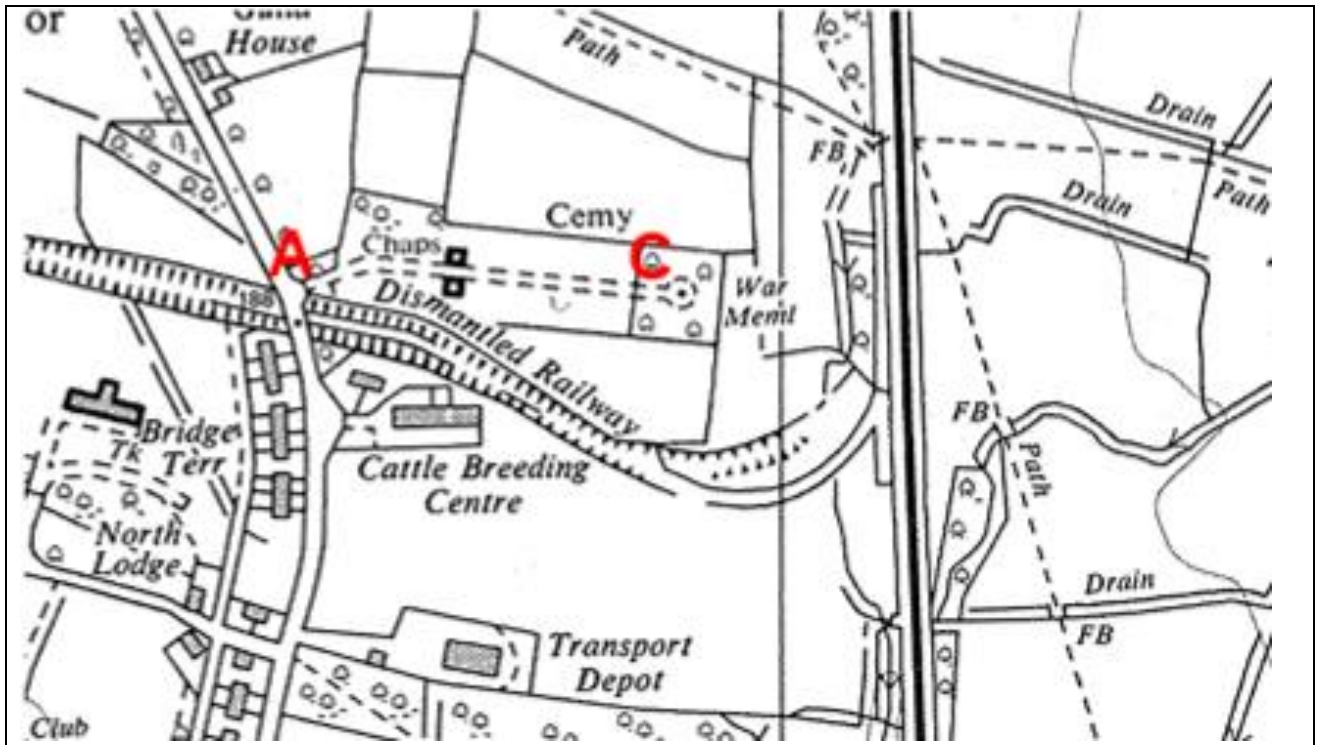 or
House
Path
Drain
FB
Path
Drain
Cemy
A
Chaps
C
War
Meml
188
Dismantled Railway
FB
Path
Bridge
Terr
Tk
Cattle Breeding
Centre
North
Lodge
Drain
FB
Transport
Depot
Club